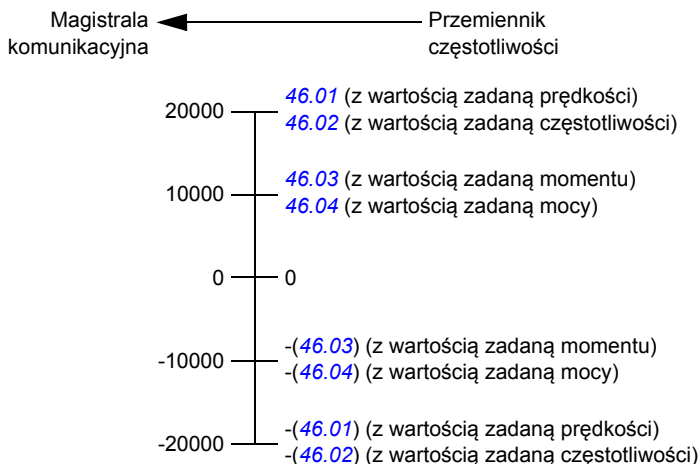 Magistrala
komunikacyjna
Przemiennik
częstotliwości
20000
46.01 (z wartością zadaną prędkości)
46.02 (z wartością zadaną częstotliwości)
10000
46.03 (z wartością zadaną momentu)
46.04 (z wartością zadaną mocy)
0
0
-10000
-(46.03) (z wartością zadaną momentu)
-(46.04) (z wartością zadaną mocy)
-20000
-(46.01) (z wartością zadaną prędkości)
-(46.02) (z wartością zadaną częstotliwości)